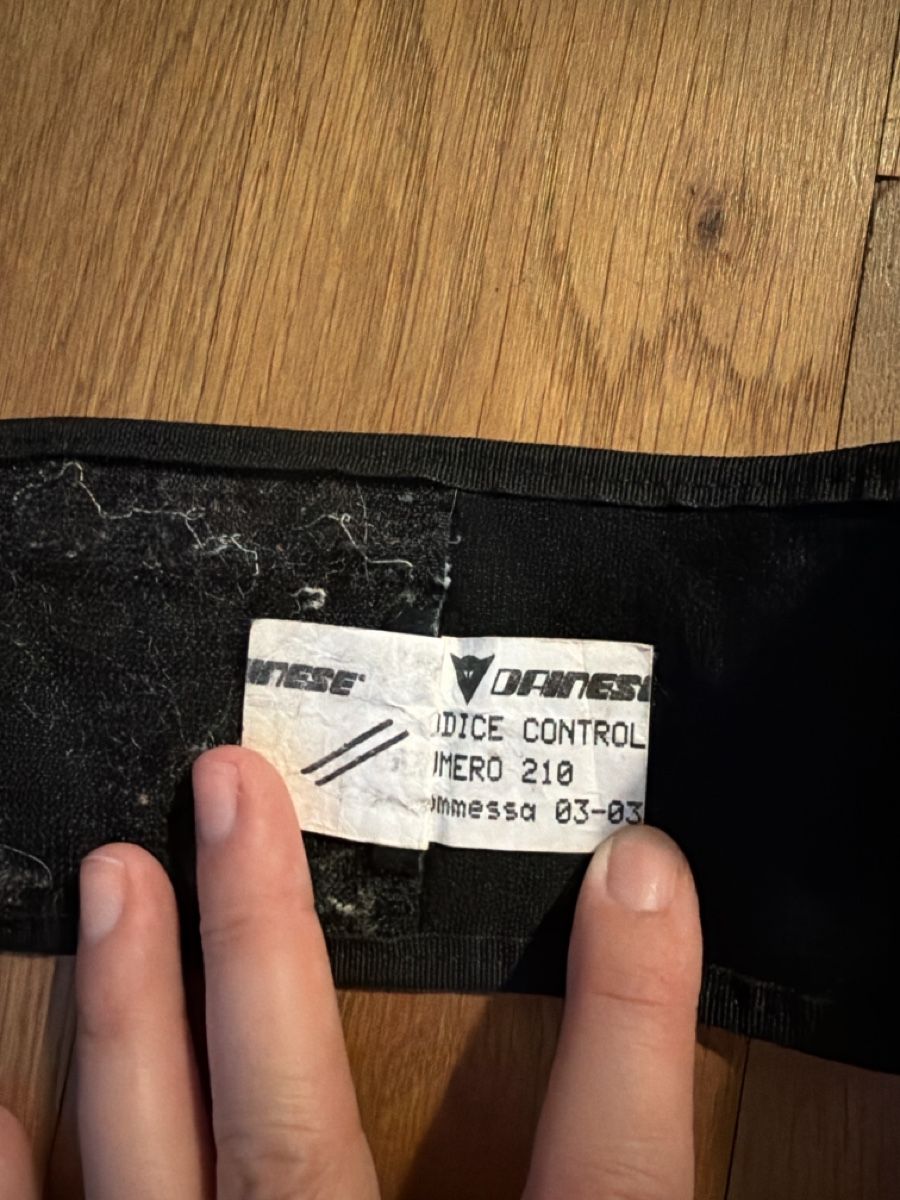 INESE
DAINES
ODICE CONTROL
UMERO 210
ommessa 03-03